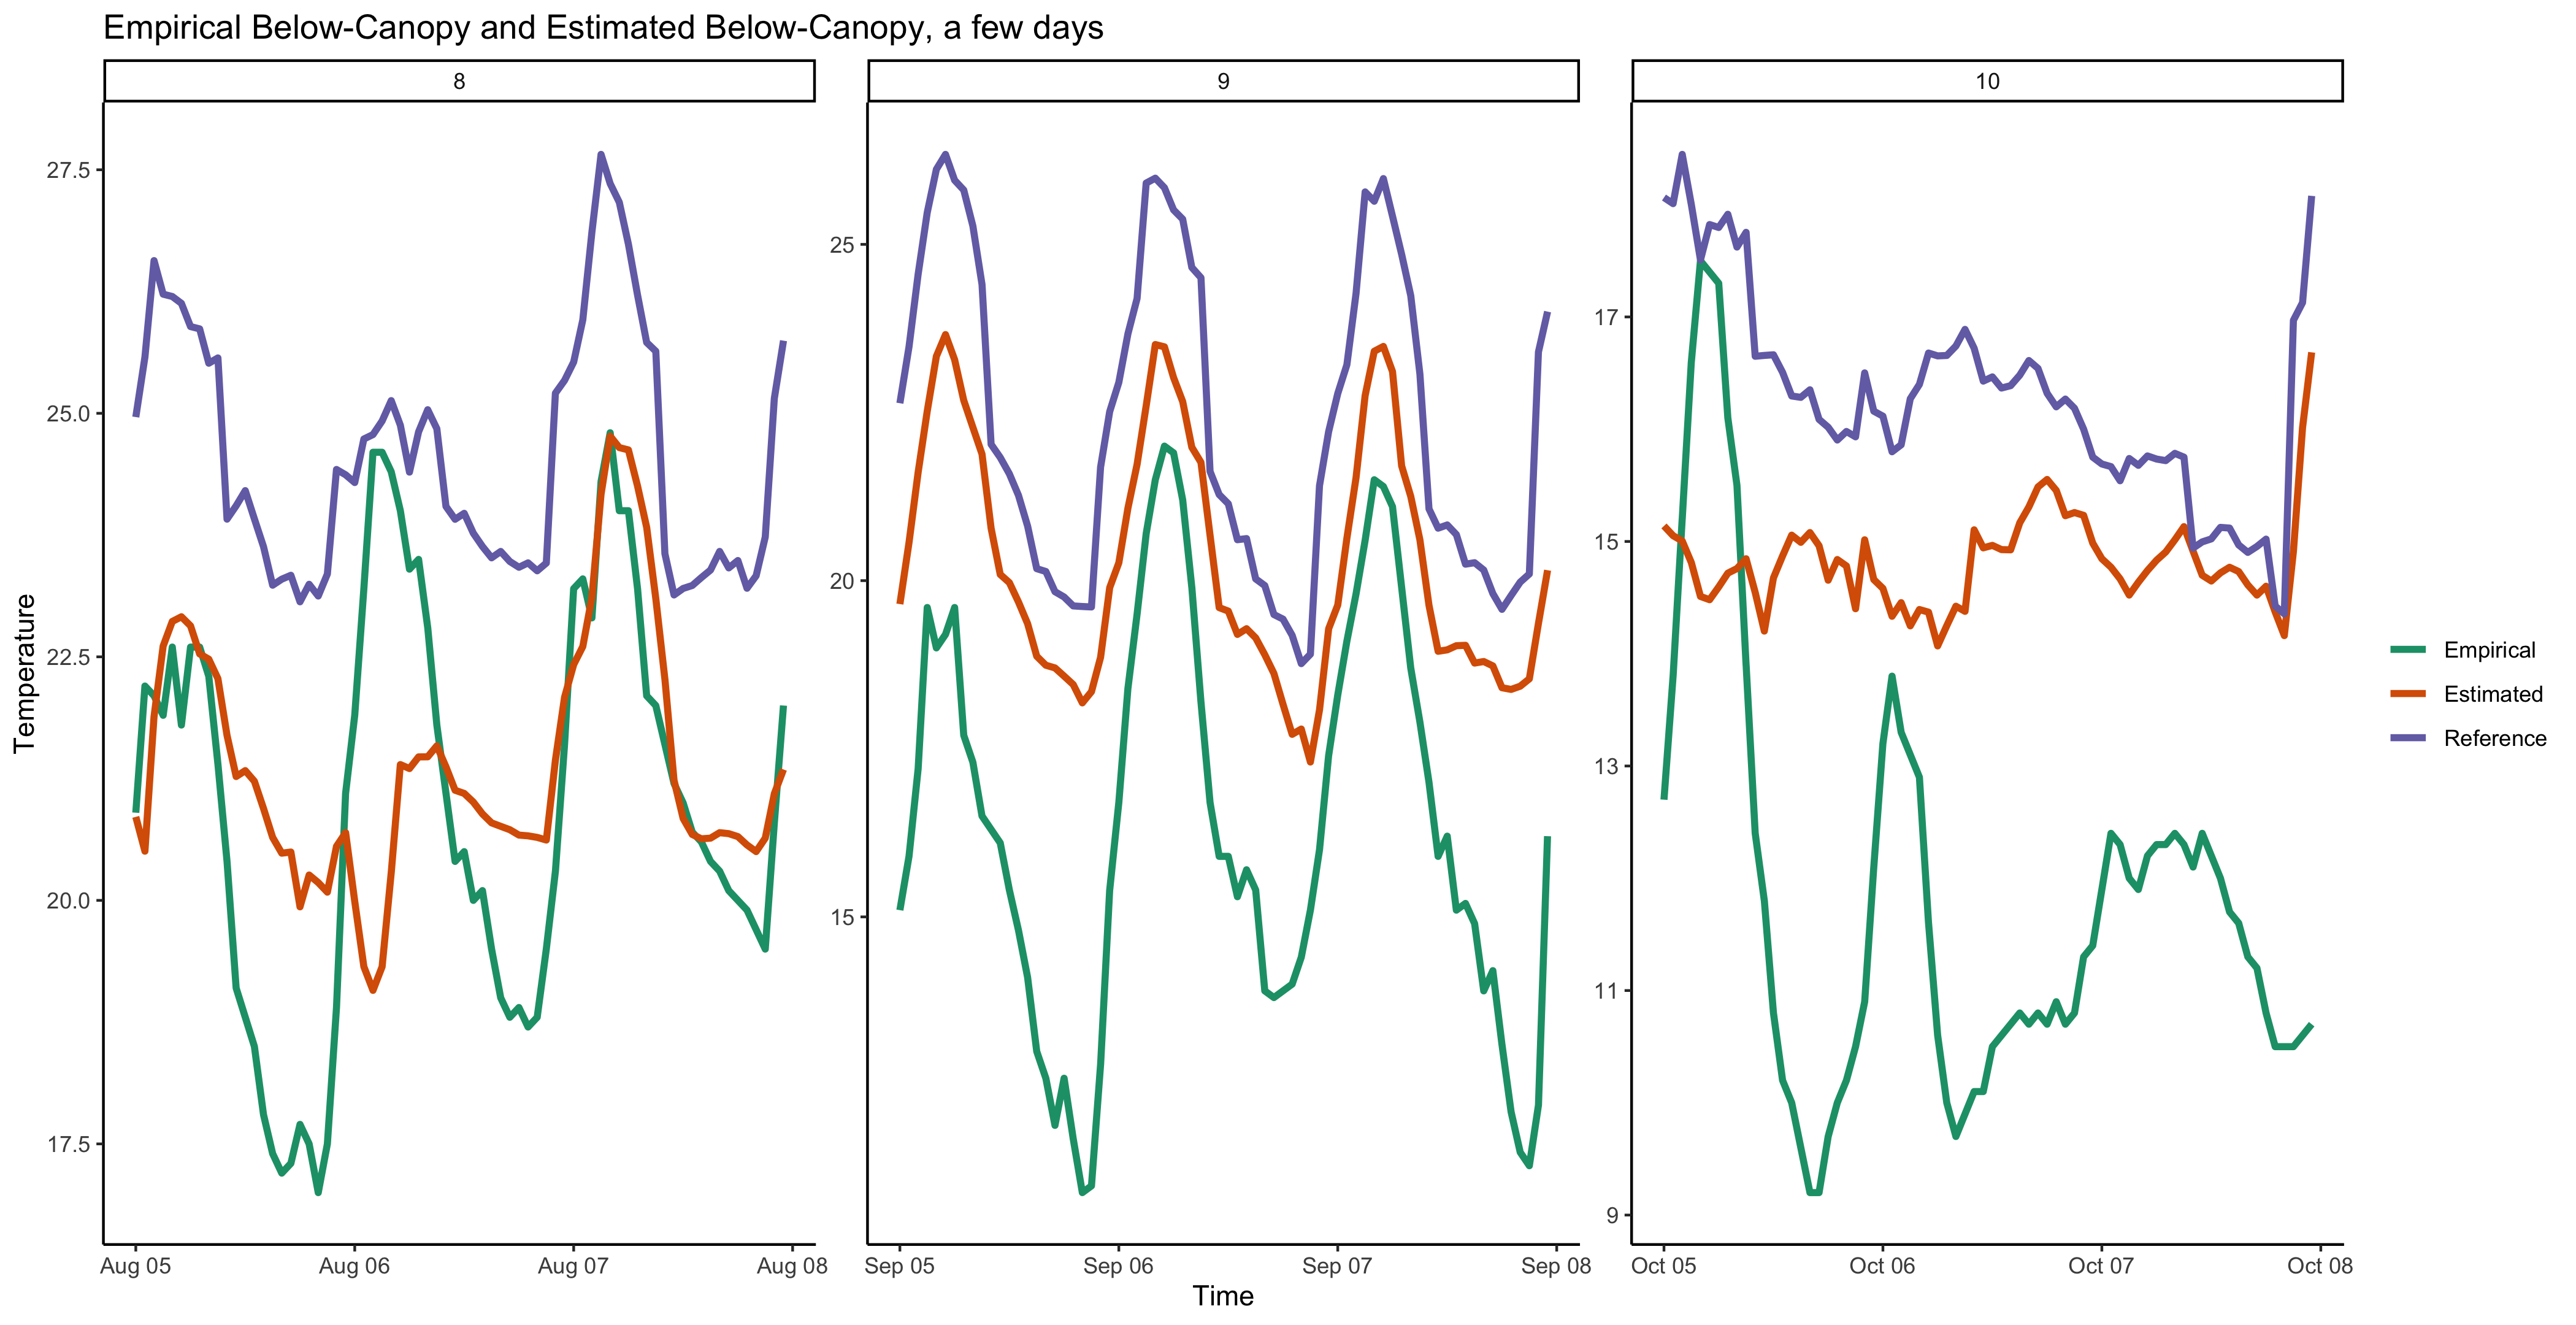 Empirical Below-Canopy and Estimated Below-Canopy, a few days
8
9
10
Temperature
27.5
25.0
22.5
20.0
17.5
25
20
15
17
15
13
11
9
Aug 05
Aug 06
Aug 07
Aug 08
Sep 05
Sep 06
Sep 07
Sep 08
Oct 05
Oct 06
Oct 07
Oct 08
Time
Empirical
Estimated
Reference